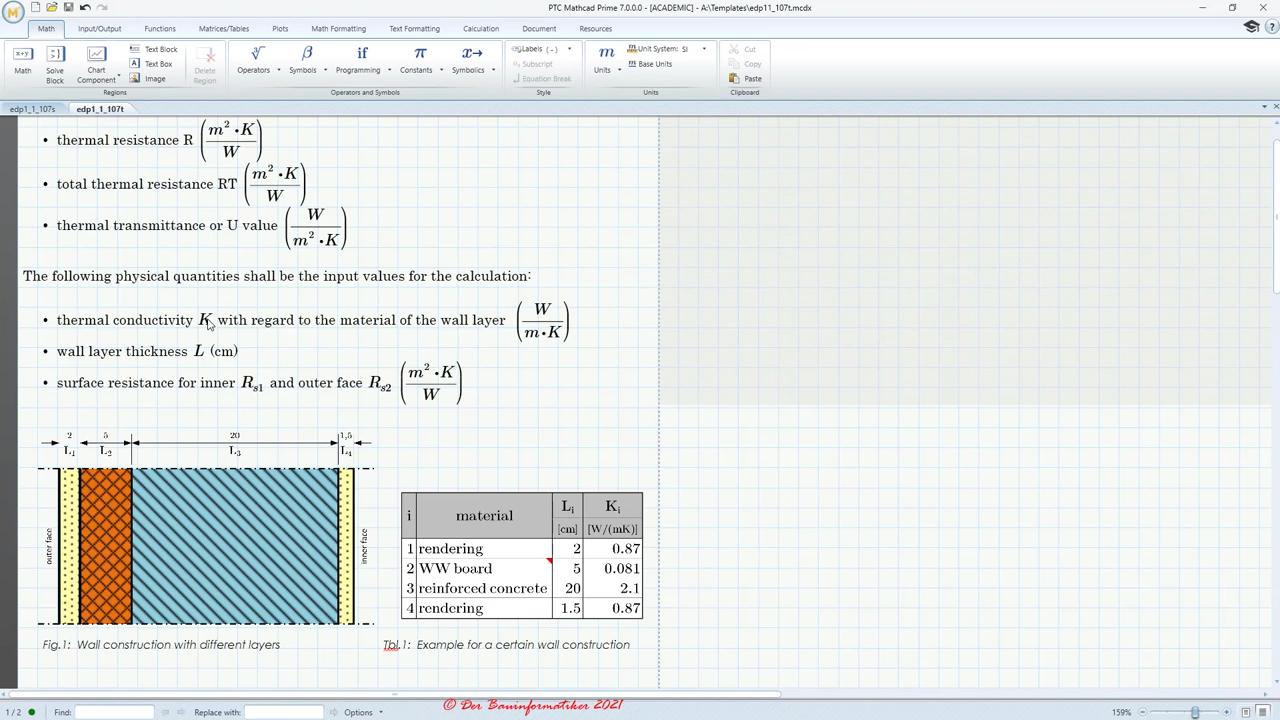 PTC Mathcad Prime 7.0.0.0 - [ACADEMIC] - A:\Templates\edp11_107t.mcdx
Math Input/Output Functions Matrices/Tables Plots Math Formatting Text Formatting Calculation Document Resources
Math
Solve Block
Chart Component
Text Block
Text Box
Image
Delete Region
Operators
Symbols
Programming
Constants
Symbolics
Labels ( – )
Subscript
Equation Break
Units
Unit System: SI
Base Units
Cut
Copy
Paste
Regions Operators and Symbols Style Units Clipboard
edp1_1_107s edp1_1_107t
• thermal resistance R (m² • K / W)
• total thermal resistance RT (m² • K / W)
• thermal transmittance or U value (W / m² • K)
The following physical quantities shall be the input values for the calculation:
• thermal conductivity K with regard to the material of the wall layer (W / m • K)
• wall layer thickness L (cm)
• surface resistance for inner Rs1 and outer face Rs2 (m² • K / W)
2 5 20 1,5
L1 L2 L3 L4
outer face
inner face
i material Li [cm] Ki [W/(mK]
1 rendering 2 0.87
2 WW board 5 0.081
3 reinforced concrete 20 2.1
4 rendering 1.5 0.87
Fig.1: Wall construction with different layers
Tbl.1: Example for a certain wall construction
© Der Bauinformatiker 2021
1 / 2 Find: Replace with: Options 159%